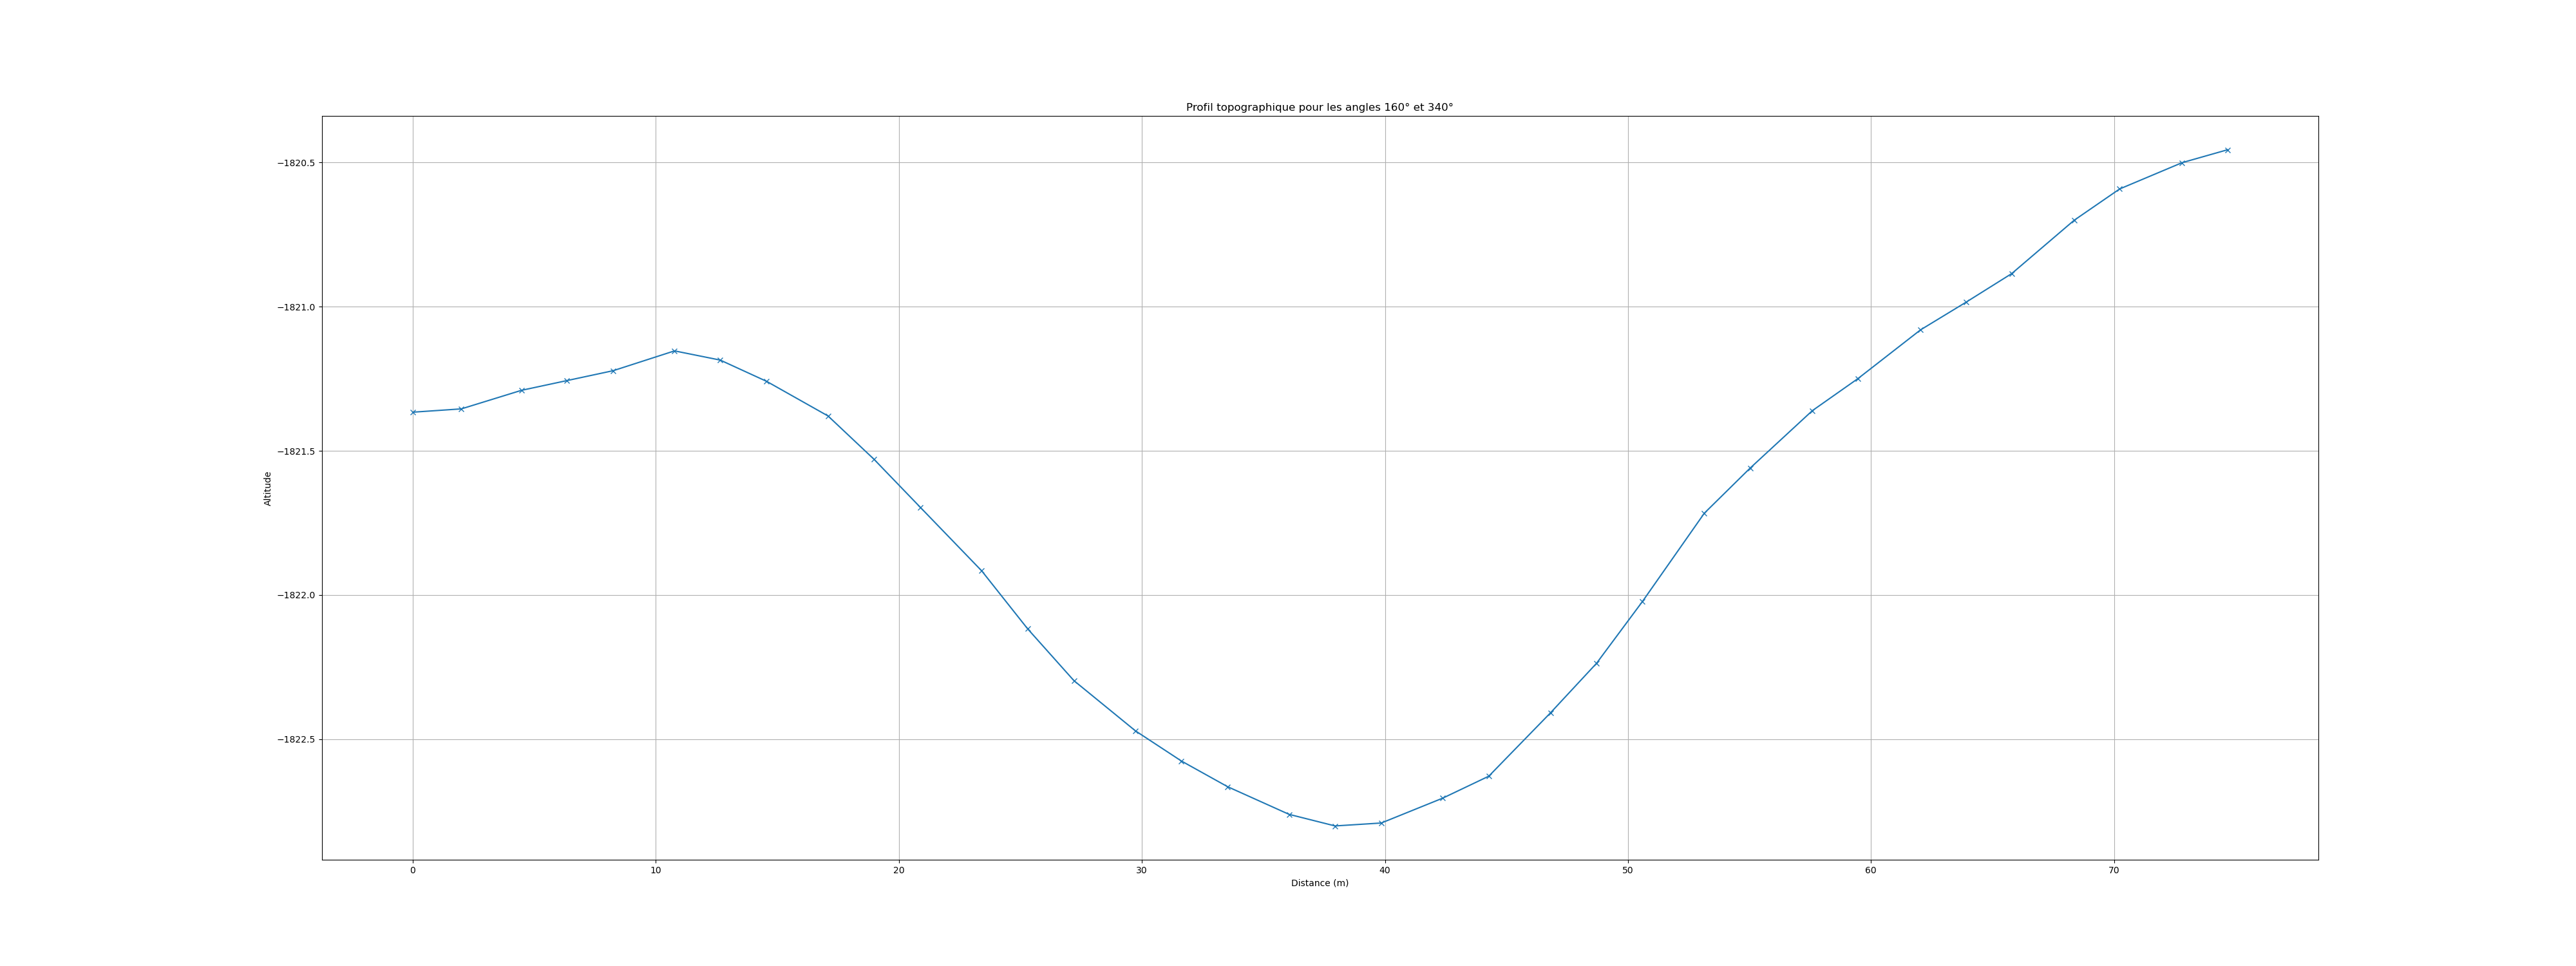 Profil topographique pour les angles 160° et 340°
−1820.5
−1821.0
−1821.5
−1822.0
−1822.5
Altitude
0 10 20 30 40 50 60 70
Distance (m)